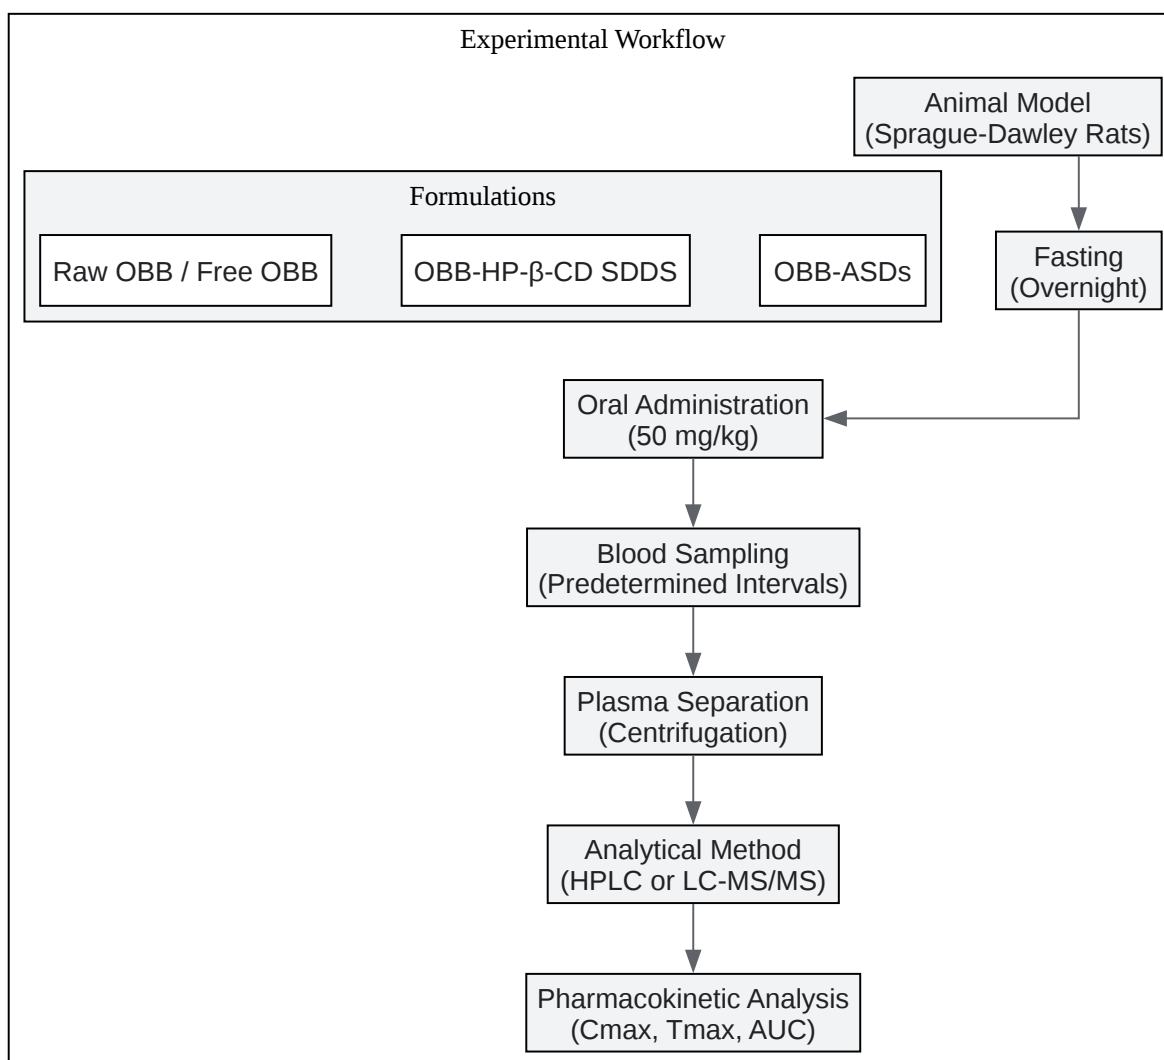 Experimental Workflow
Animal Model
(Sprague-Dawley Rats)
Formulations
Raw OBB / Free OBB
OBB-HP-β-CD SDDS
OBB-ASDs
Fasting
(Overnight)
Oral Administration
(50 mg/kg)
Blood Sampling
(Predetermined Intervals)
Plasma Separation
(Centrifugation)
Analytical Method
(HPLC or LC-MS/MS)
Pharmacokinetic Analysis
(Cmax, Tmax, AUC)